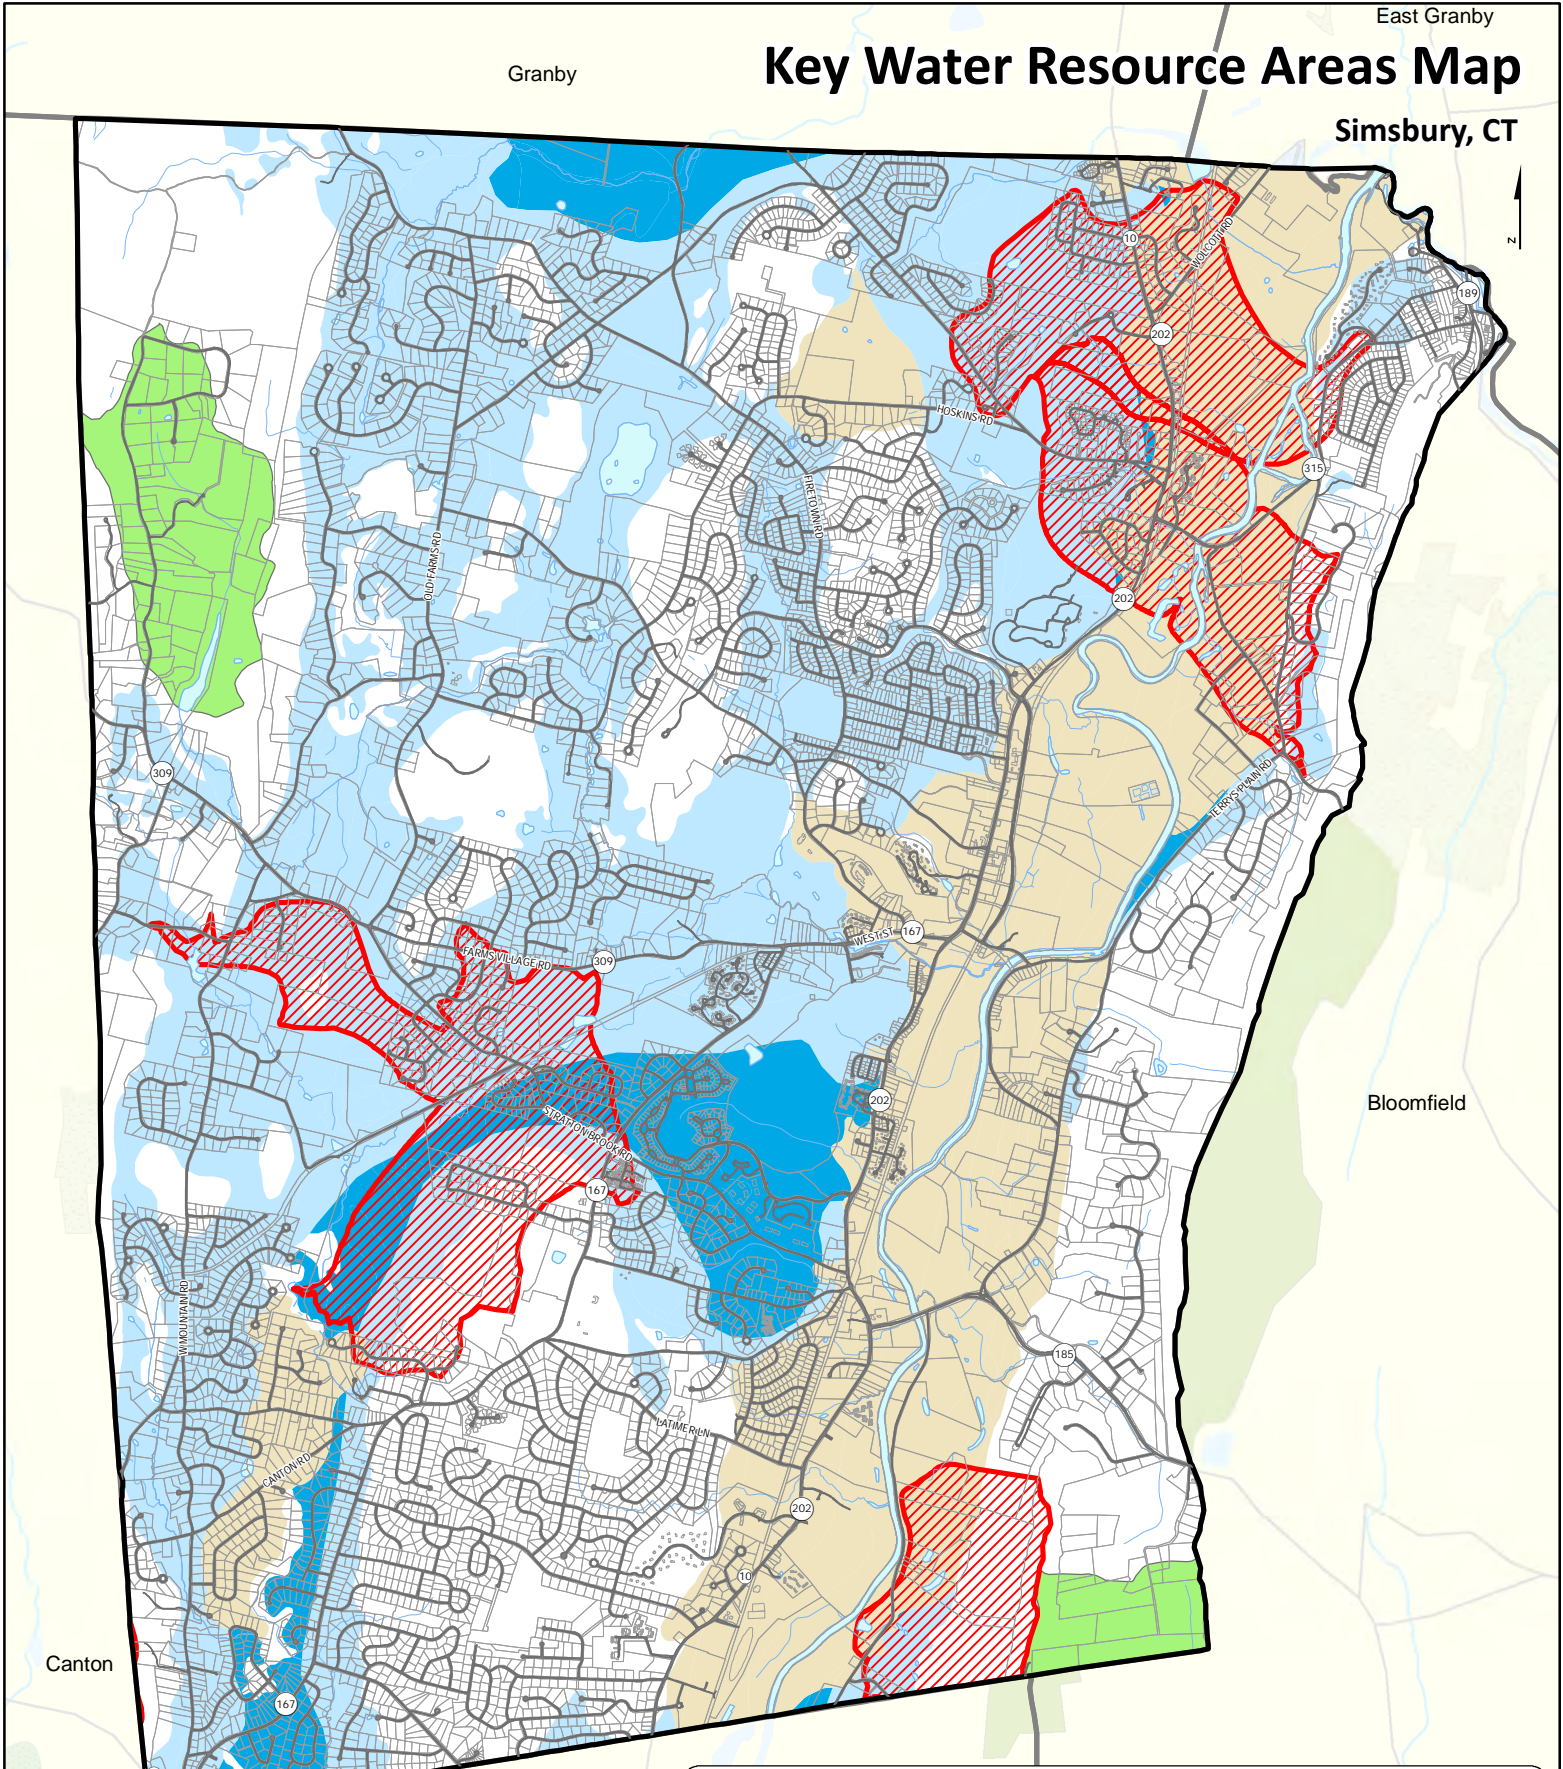 East Granby
Granby
Key Water Resource Areas Map
Simsbury, CT
N
10
WOLCOTT RD
189
202
HOSKINS RD
315
FIRETOWN RD
OLD FARMS RD
202
309
TERRYS PLAIN RD
WEST ST
167
FARMS VILLAGE RD
309
202
Bloomfield
STRATTON BROOK RD
167
W MOUNTAIN RD
185
LATIMER LN
CANTON RD
202
10
Canton
167